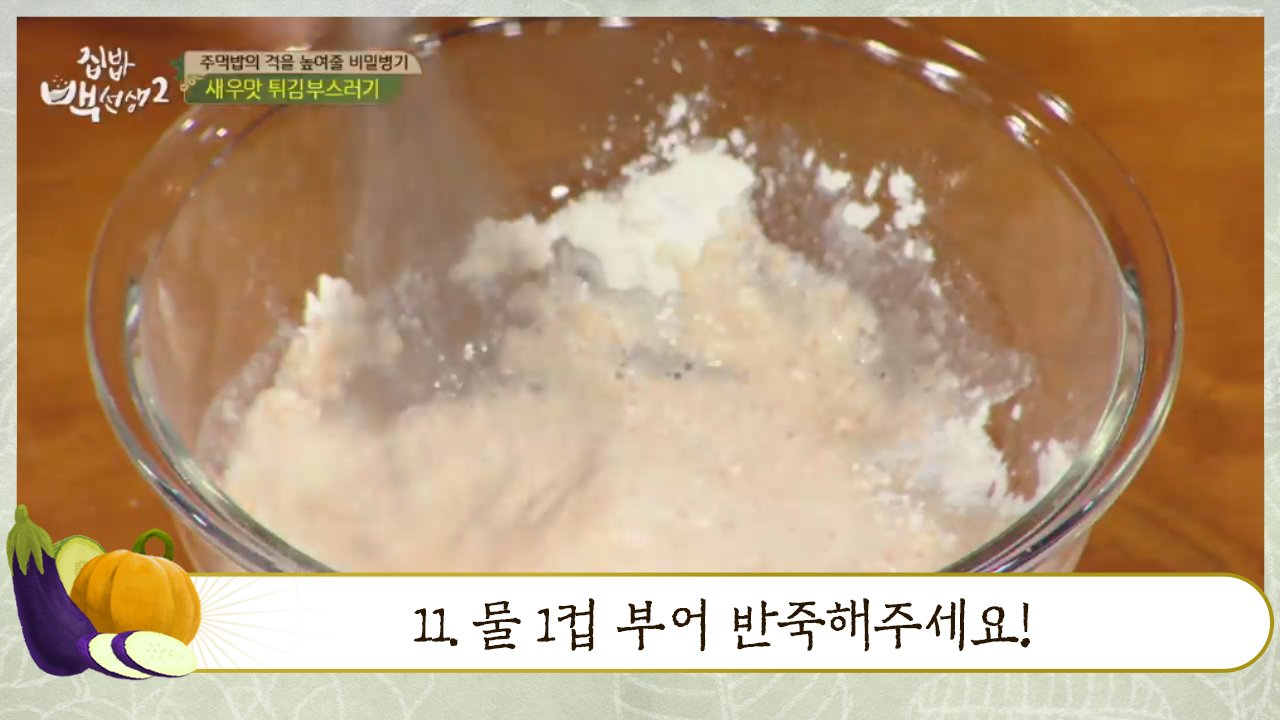 집밥
백선생2
주먹밥의 격을 높여줄 비밀병기
새우맛 튀김부스러기
11. 물 1컵 부어 반죽해주세요!